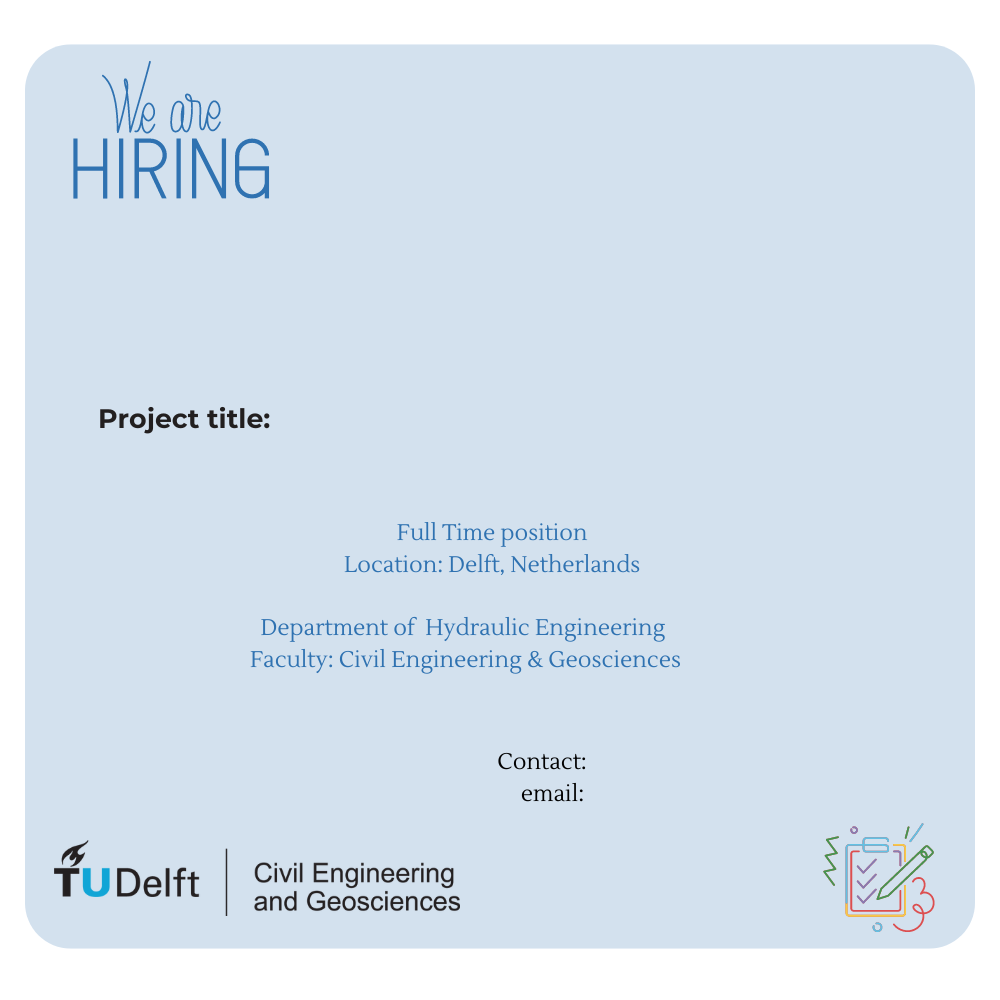 We are
HIRING
Project title:
Full Time position
Location: Delft, Netherlands
Department of Hydraulic Engineering
Faculty: Civil Engineering & Geosciences
Contact:
email:
TUDelft
Civil Engineering
and Geosciences